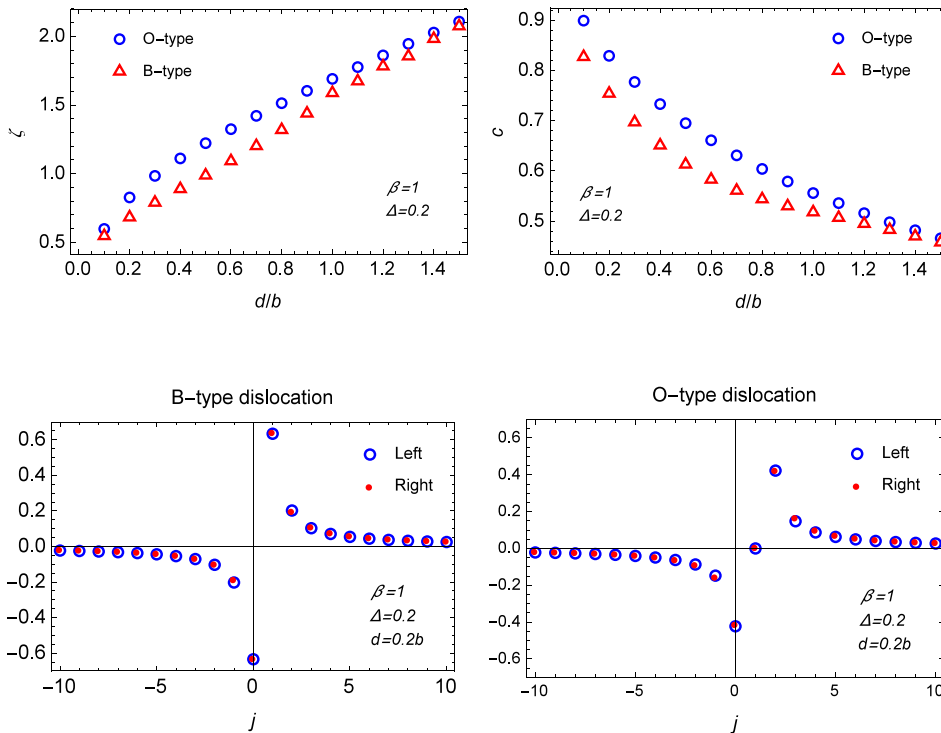 O−type
B−type
ζ
2.0
1.5
1.0
0.5
β=1
Δ=0.2
0.0 0.2 0.4 0.6 0.8 1.0 1.2 1.4
d/b
O−type
B−type
c
0.9
0.8
0.7
0.6
0.5
β=1
Δ=0.2
0.0 0.2 0.4 0.6 0.8 1.0 1.2 1.4
d/b
B−type dislocation
Left
Right
0.6
0.4
0.2
0.0
−0.2
−0.4
−0.6
β=1
Δ=0.2
d=0.2b
−10 −5 0 5 10
j
O−type dislocation
Left
Right
0.6
0.4
0.2
0.0
−0.2
−0.4
−0.6
β=1
Δ=0.2
d=0.2b
−10 −5 0 5 10
j